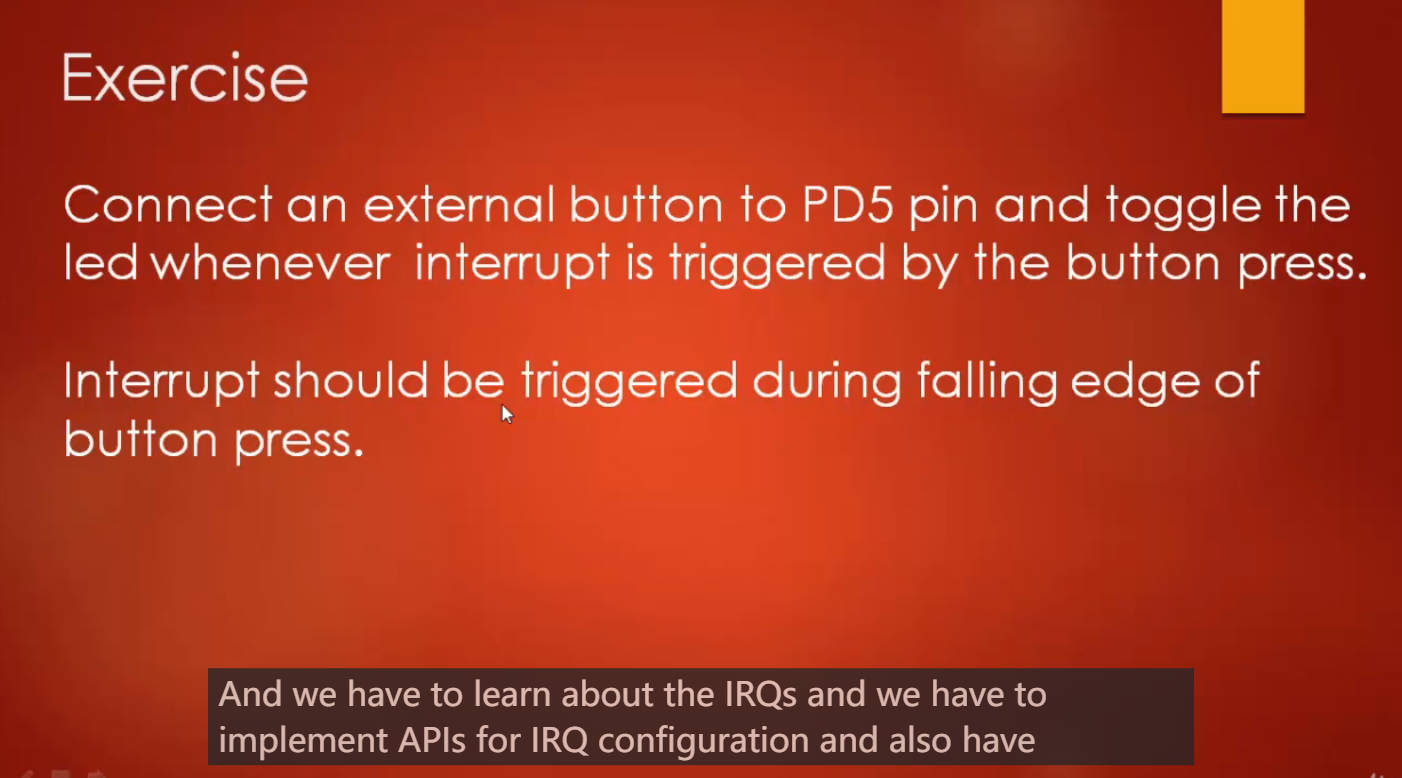 Exercise
Connect an external button to PD5 pin and toggle the
led whenever interrupt is triggered by the button press.
Interrupt should be triggered during falling edge of
button press.
And we have to learn about the IRQs and we have to
implement APIs for IRQ configuration and also have